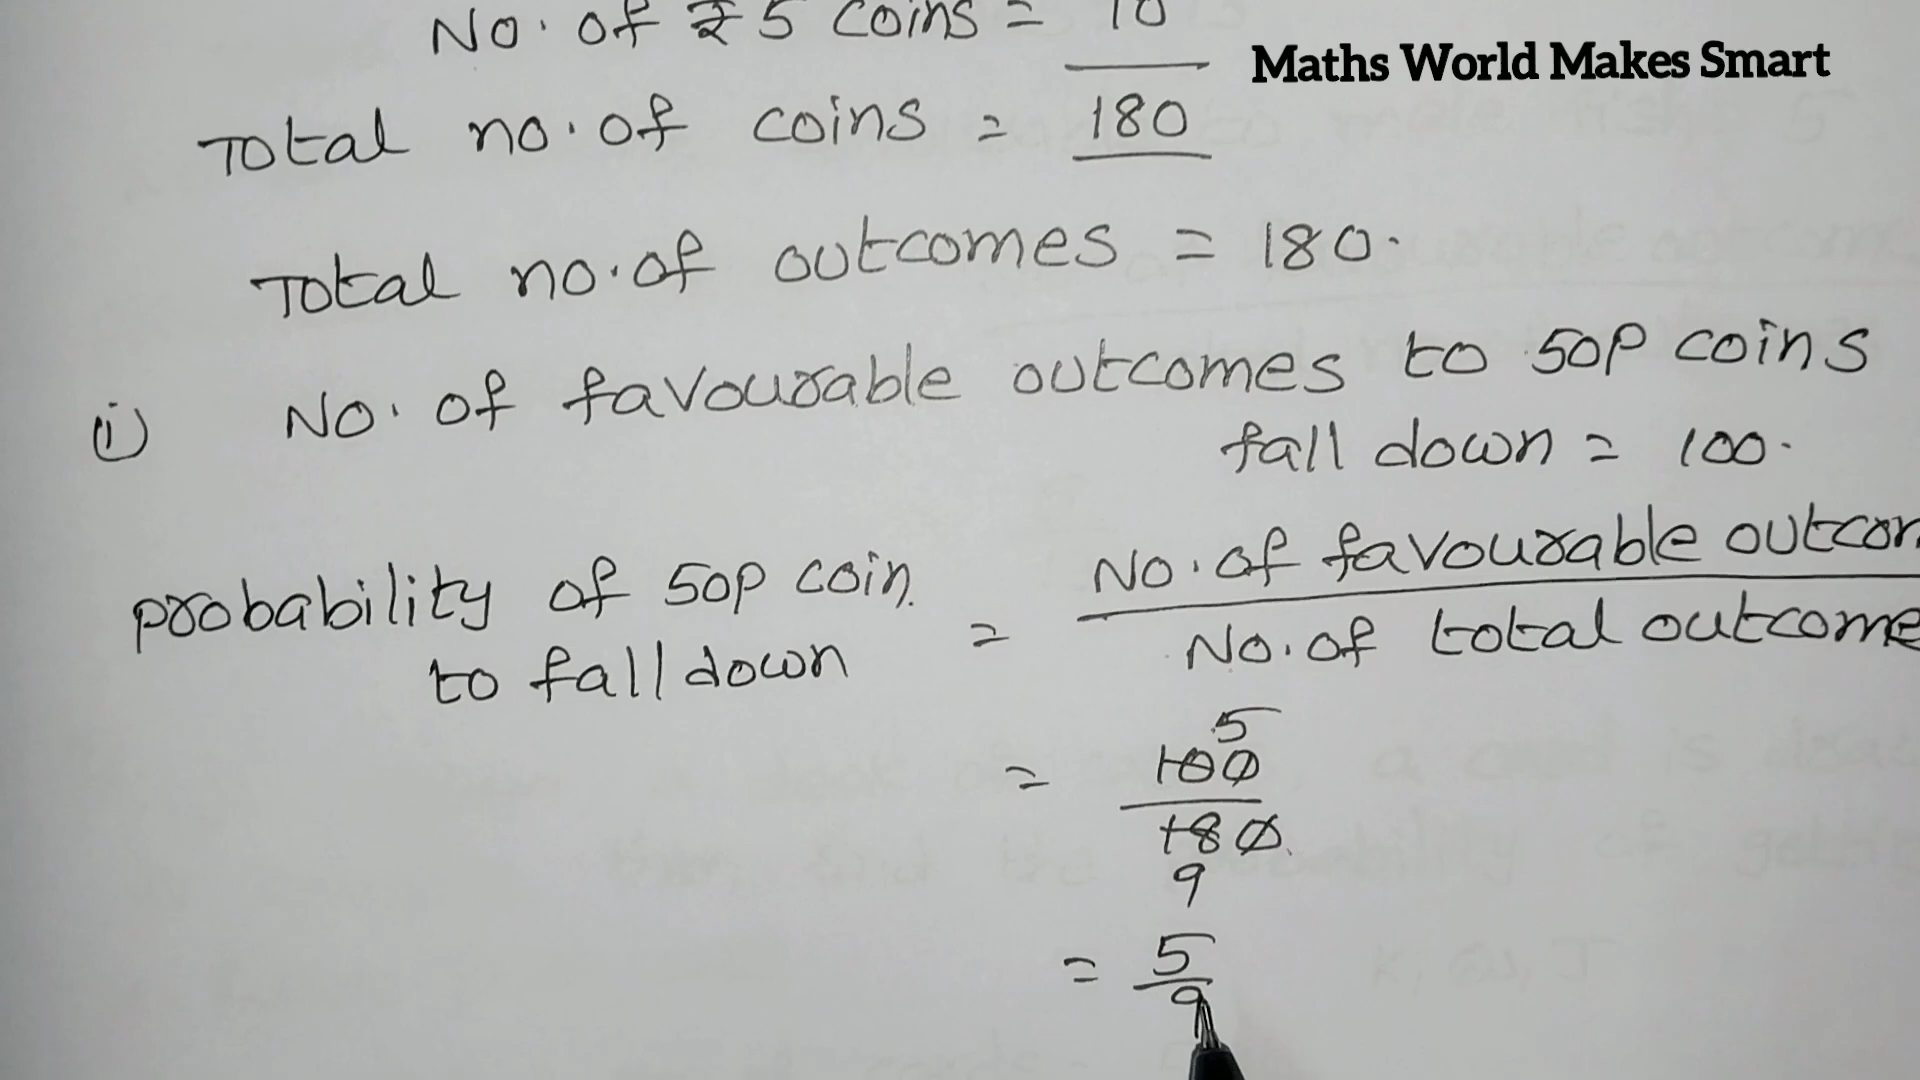 No. of ₹ 5 coins = 10
Maths World Makes Smart
Total no. of coins = 180
Total no. of outcomes = 180.
(i) No. of favourable outcomes to 50p coins
fall down = 100.
probability of 50p coin
to fall down
= No. of favourable outcom
No. of total outcome
5
= 100
180
9
= 5
9